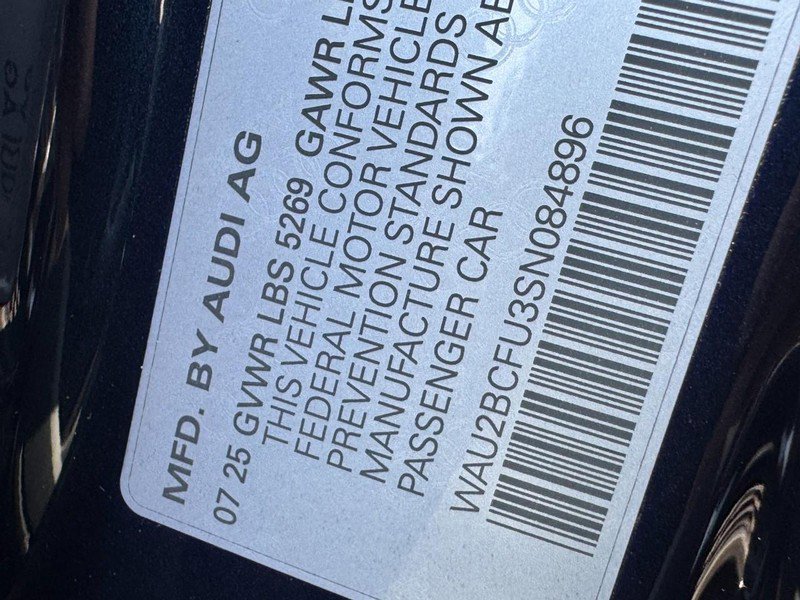 MFD. BY AUDI AG
07 25 GVWR LBS 5269 GAWR
THIS VEHICLE CONFORMS
FEDERAL MOTOR VEHICLE
PREVENTION STANDARDS
MANUFACTURE SHOWN
PASSENGER CAR
WAU2BCFU3SN084896